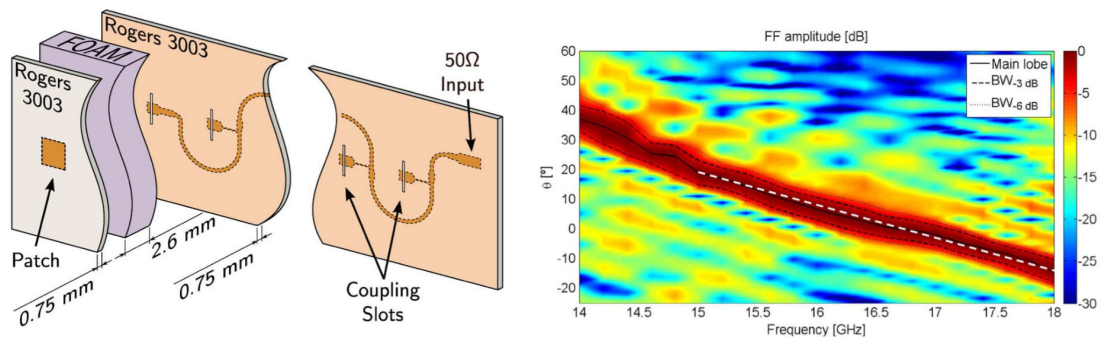 Rogers
3003
FOAM
Rogers 3003
50Ω
Input
Patch
0.75 mm
2.6 mm
0.75 mm
Coupling
Slots
FF amplitude [dB]
Main lobe
BW-3 dB
BW-6 dB
60
50
40
30
20
10
0
-10
-20
θ [º]
14
14.5
15
15.5
16
16.5
17
17.5
18
Frequency [GHz]
0
-5
-10
-15
-20
-25
-30